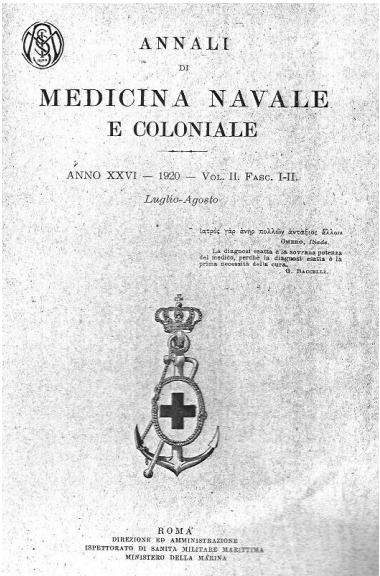 ANNALI
DI
MEDICINA NAVALE
E COLONIALE
ANNO XXVI — 1920 — VOL. II. FASC. I-II.
Luglio-Agosto
ἰατρὸς γὰρ ἀνὴρ πολλῶν ἀντάξιος ἄλλων
OMERO, Iliade.
La diagnosi esatta è la sovrana potenza
del medico, perchè la diagnosi esatta è la
prima necessità della cura.
G. BACCELLI.
ROMA
DIREZIONE ED AMMINISTRAZIONE
ISPETTORATO DI SANITÀ MILITARE MARITTIMA
MINISTERO DELLA MARINA